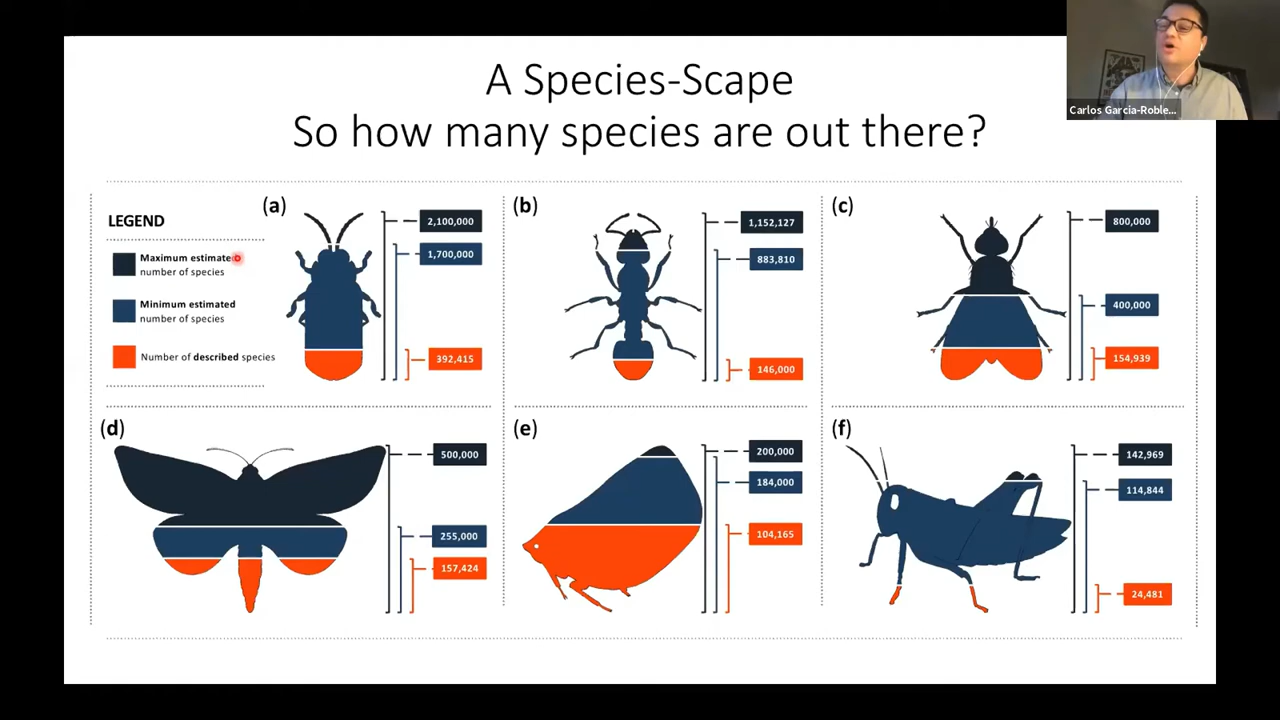 A Species-Scape
So how many species are out there?
Carlos Garcia-Roble...
LEGEND
Maximum estimated
number of species
Minimum estimated
number of species
Number of described species
(a)
2,100,000
1,700,000
392,415
(b)
1,152,127
883,810
146,000
(c)
800,000
400,000
154,939
(d)
500,000
255,000
157,424
(e)
200,000
184,000
104,165
(f)
142,969
114,844
24,481